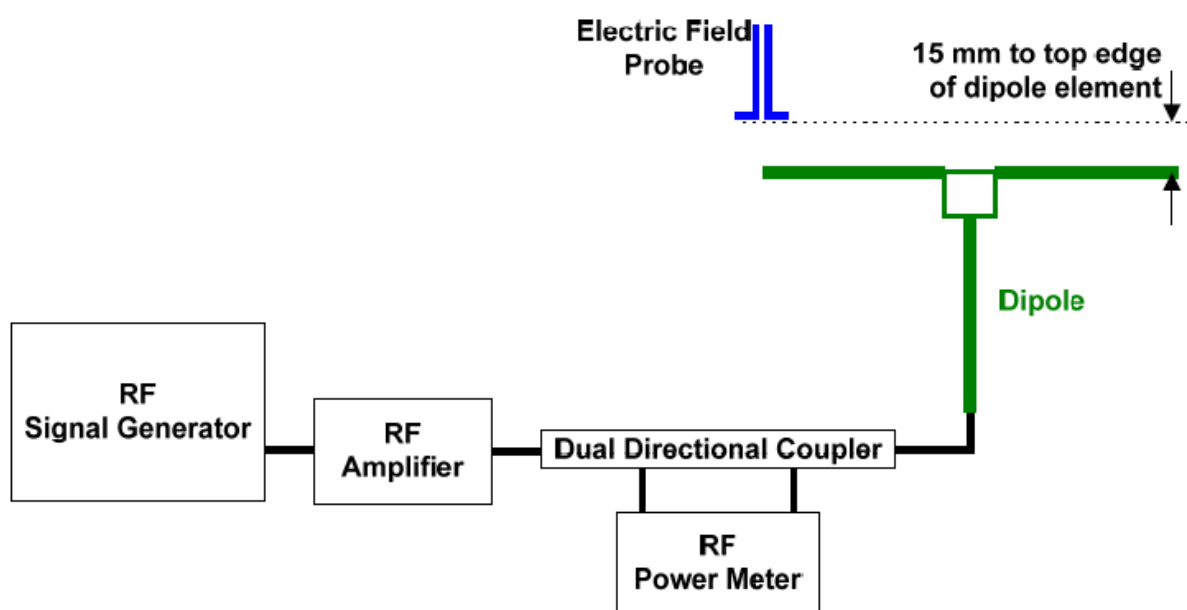 Electric Field
Probe
15 mm to top edge
of dipole element
Dipole
RF
Signal Generator
RF
Amplifier
Dual Directional Coupler
RF
Power Meter